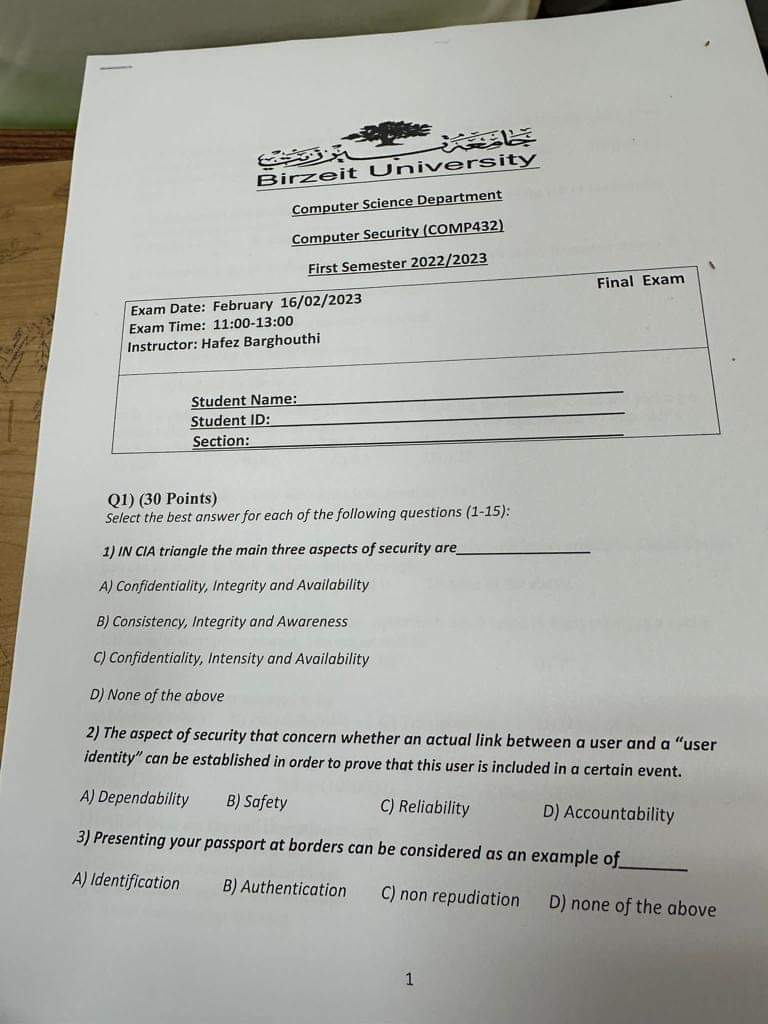 جامعة بيرزيت
Birzeit University
Computer Science Department
Computer Security (COMP432)
First Semester 2022/2023
Exam Date: February 16/02/2023 Final Exam
Exam Time: 11:00-13:00
Instructor: Hafez Barghouthi
Student Name:
Student ID:
Section:
Q1) (30 Points)
Select the best answer for each of the following questions (1-15):
1) IN CIA triangle the main three aspects of security are
A) Confidentiality, Integrity and Availability
B) Consistency, Integrity and Awareness
C) Confidentiality, Intensity and Availability
D) None of the above
2) The aspect of security that concern whether an actual link between a user and a “user
identity” can be established in order to prove that this user is included in a certain event.
A) Dependability B) Safety C) Reliability D) Accountability
3) Presenting your passport at borders can be considered as an example of
A) Identification B) Authentication C) non repudiation D) none of the above
1